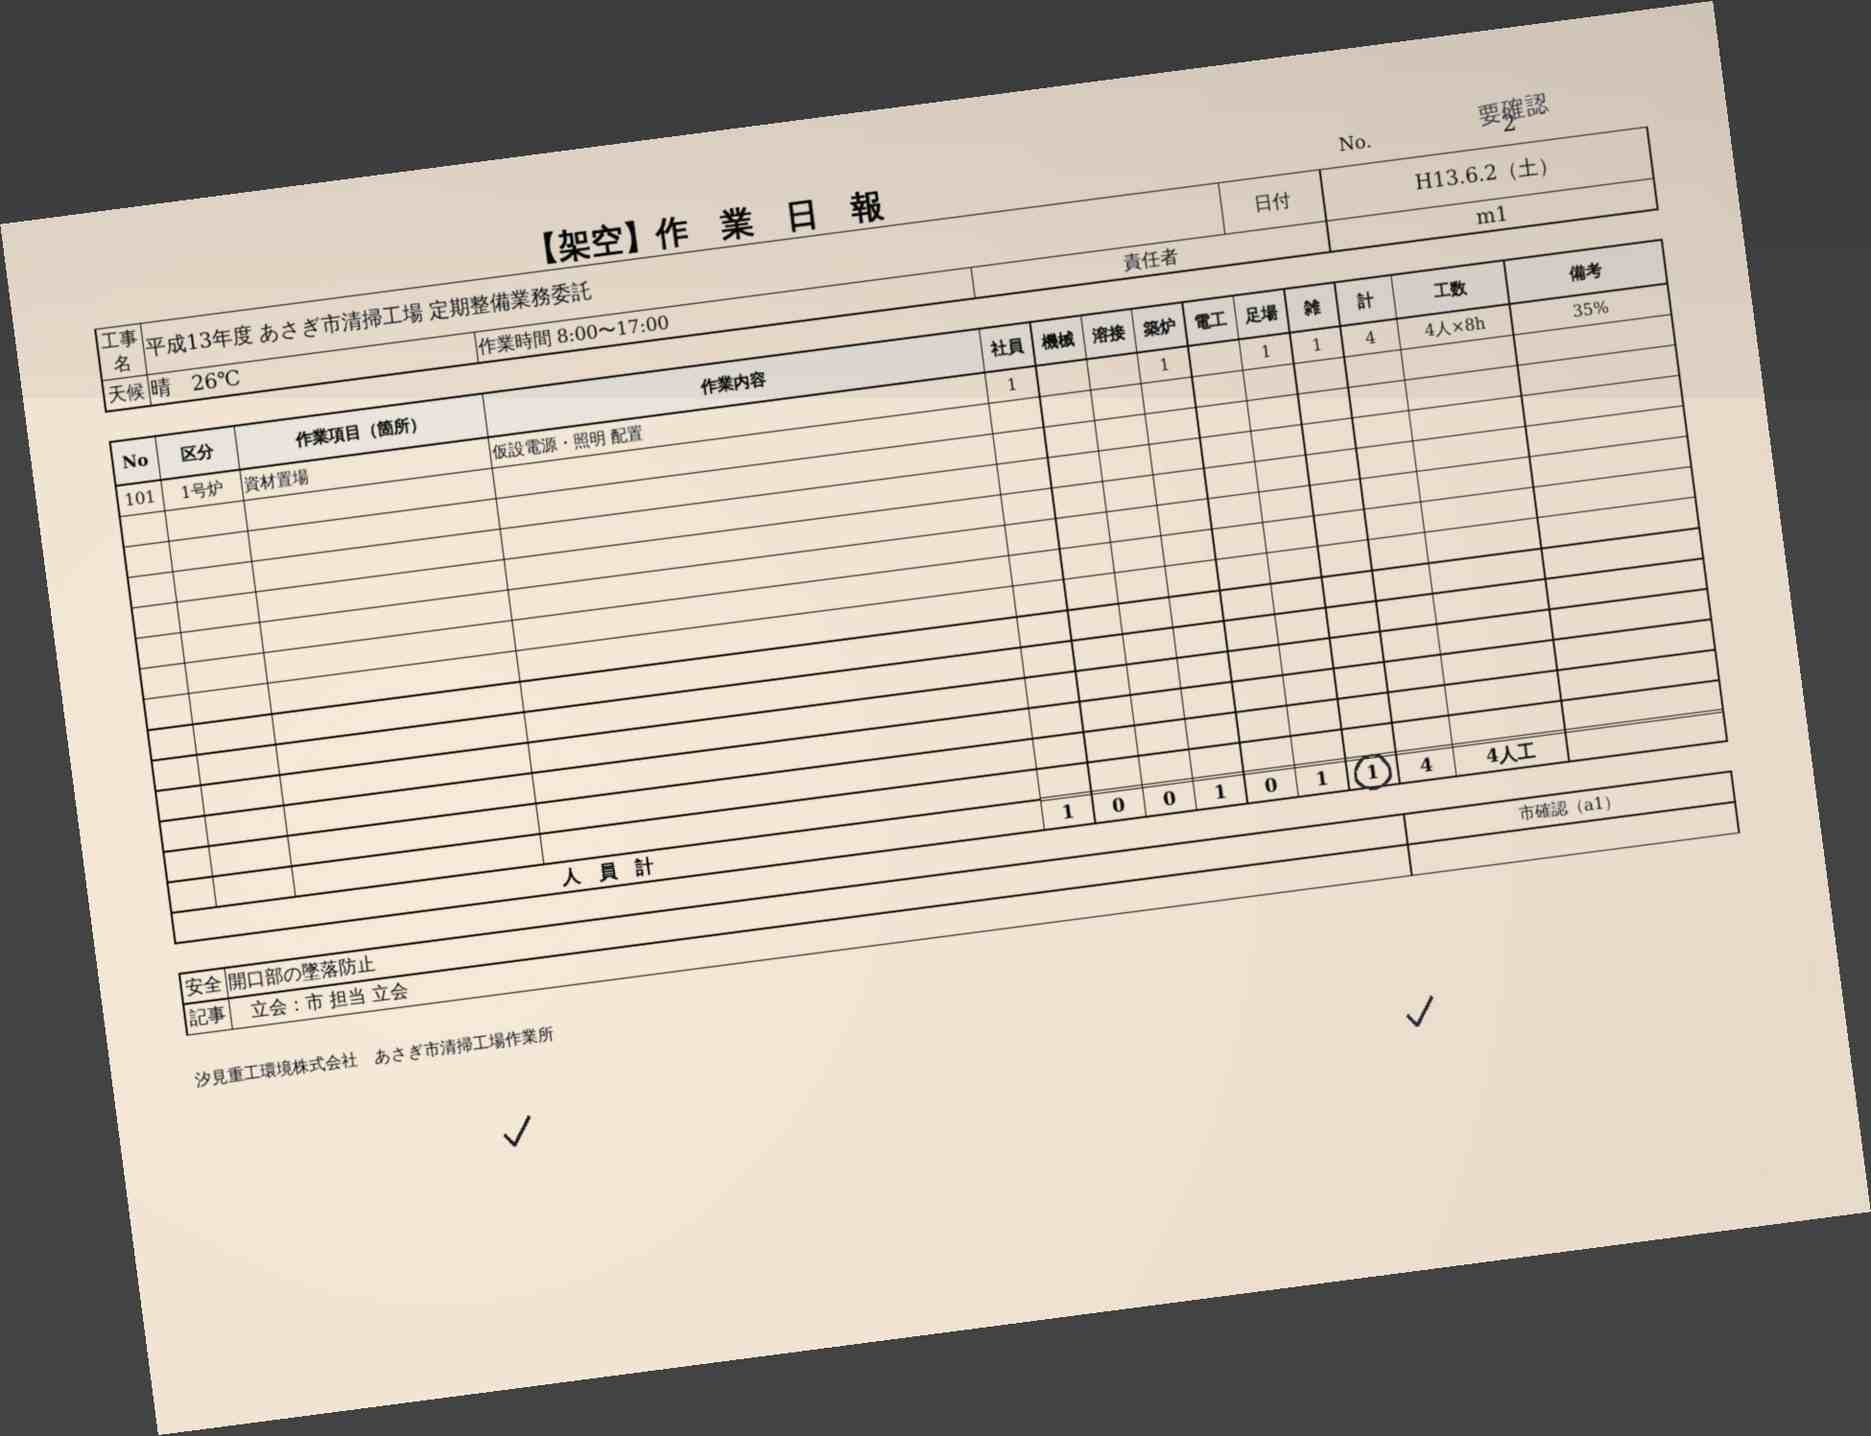 要確認
No. 2
【架空】作 業 日 報
工事名 平成13年度 あさぎ市清掃工場 定期整備業務委託 日付 H13.6.2（土）
天候 晴 26℃ 作業時間 8:00〜17:00 責任者 m1
No 区分 作業項目（箇所） 作業内容 社員 機械 溶接 築炉 電工 足場 雑 計 工数 備考
101 1号炉 資材置場 仮設電源・照明 配置 1 1 1 1 4 4人×8h 35%
人 員 計 1 0 0 1 0 1 1 4 4人工
安全 開口部の墜落防止 市確認（a1）
記事 立会：市 担当 立会
汐見重工環境株式会社 あさぎ市清掃工場作業所